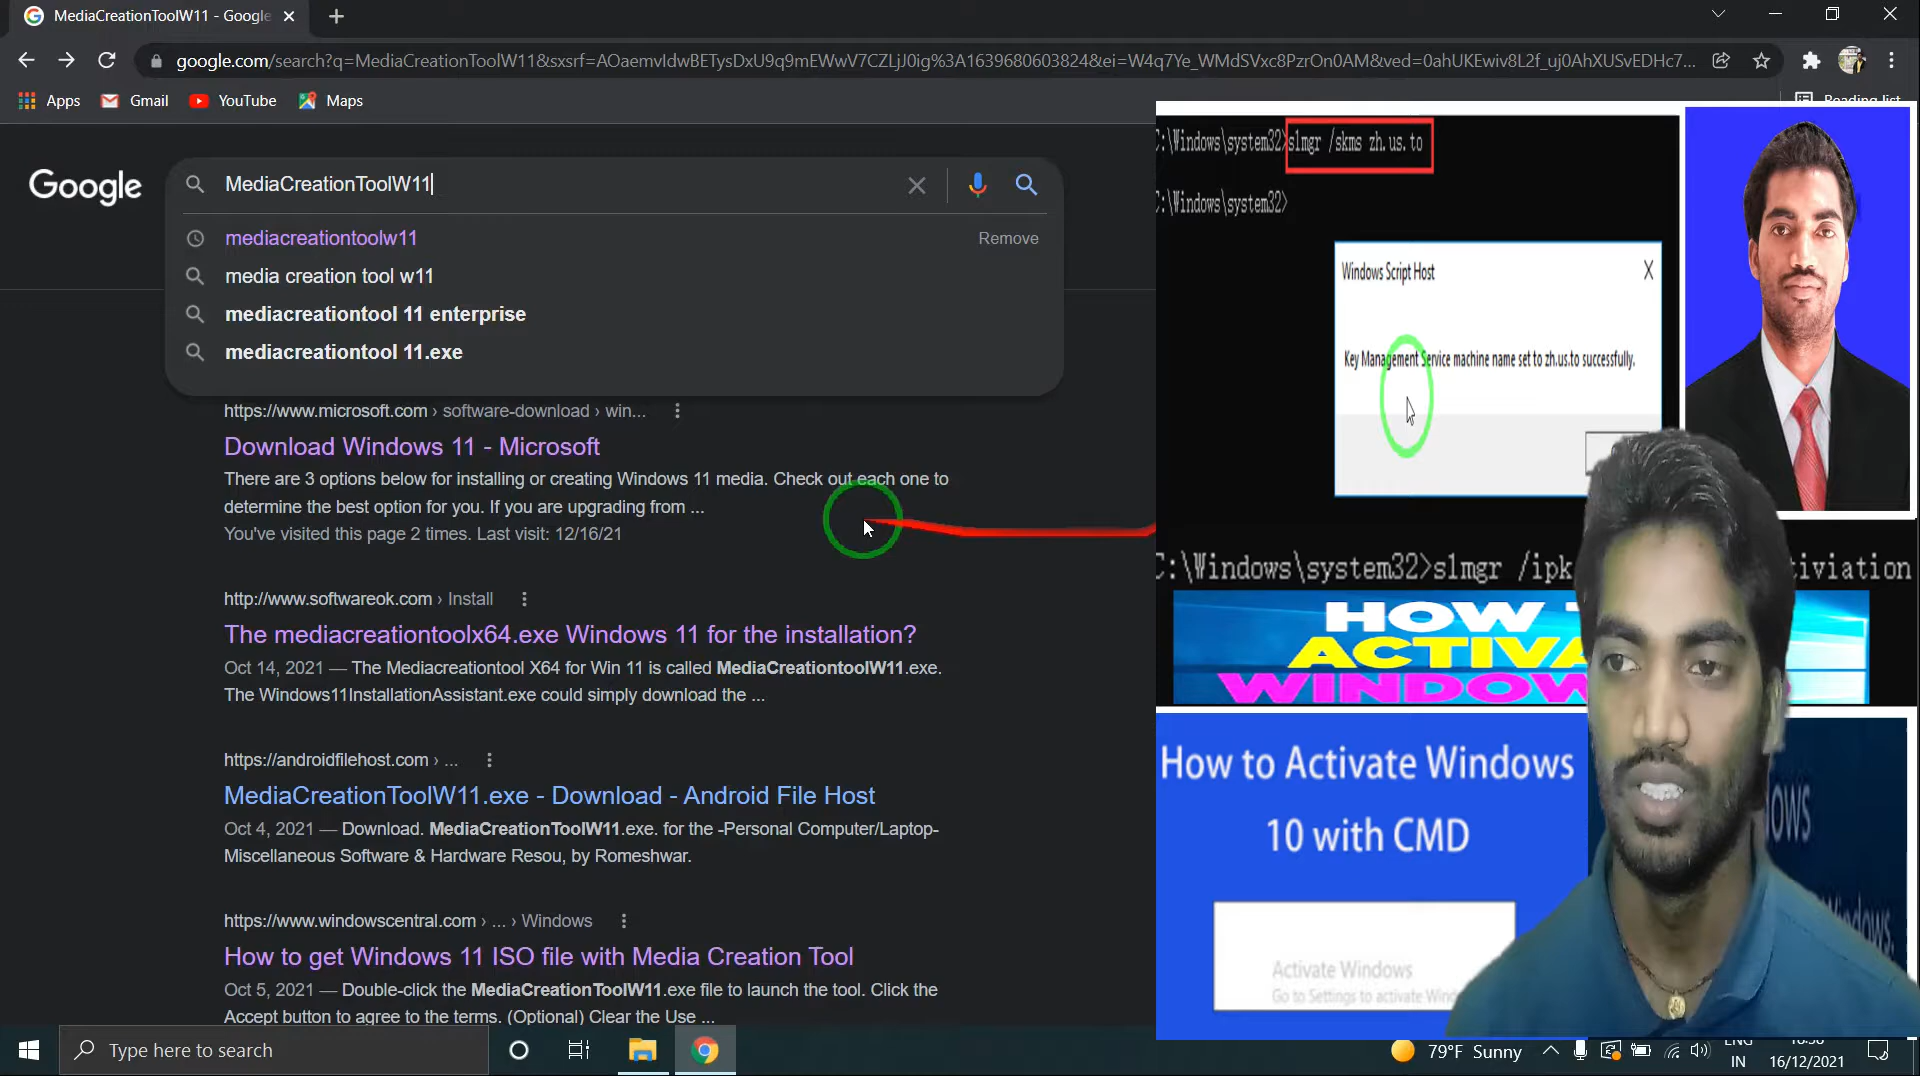 MediaCreationToolW11 - Google
google.com/search?q=MediaCreationToolW11&sxsrf=AOaemvIdwBETysDxU9q9mEWwV7CZLjJ0ig%3A1639680603824&ei=W4q7Ye_WMdSVxc8PzrOn0AM&ved=0ahUKEwiv8L2f_uj0AhXUSvEDHc7...
Apps Gmail YouTube Maps
Reading list
Google
MediaCreationToolW11
mediacreationtoolw11 Remove
media creation tool w11
mediacreationtool 11 enterprise
mediacreationtool 11.exe
https://www.microsoft.com › software-download › win...
Download Windows 11 - Microsoft
There are 3 options below for installing or creating Windows 11 media. Check out each one to
determine the best option for you. If you are upgrading from ...
You've visited this page 2 times. Last visit: 12/16/21
http://www.softwareok.com › Install
The mediacreationtoolx64.exe Windows 11 for the installation?
Oct 14, 2021 — The Mediacreationtool X64 for Win 11 is called MediaCreationtoolW11.exe.
The Windows11InstallationAssistant.exe could simply download the ...
https://androidfilehost.com › ...
MediaCreationToolW11.exe - Download - Android File Host
Oct 4, 2021 — Download. MediaCreationToolW11.exe. for the -Personal Computer/Laptop-
Miscellaneous Software & Hardware Resou, by Romeshwar.
https://www.windowscentral.com › ... › Windows
How to get Windows 11 ISO file with Media Creation Tool
Oct 5, 2021 — Double-click the MediaCreationToolW11.exe file to launch the tool. Click the
Accept button to agree to the terms. (Optional) Clear the Use ...
C:\Windows\system32>slmgr /skms zh.us.to
C:\Windows\system32>
Windows Script Host
Key Management Service machine name set to zh.us.to successfully.
C:\Windows\system32>slmgr /ipk
HOW
ACTIVA
WINDOW
How to Activate Windows
10 with CMD
Activate Windows
Go to Settings to activate
Type here to search
79°F Sunny
ENG
IN
16/12/2021